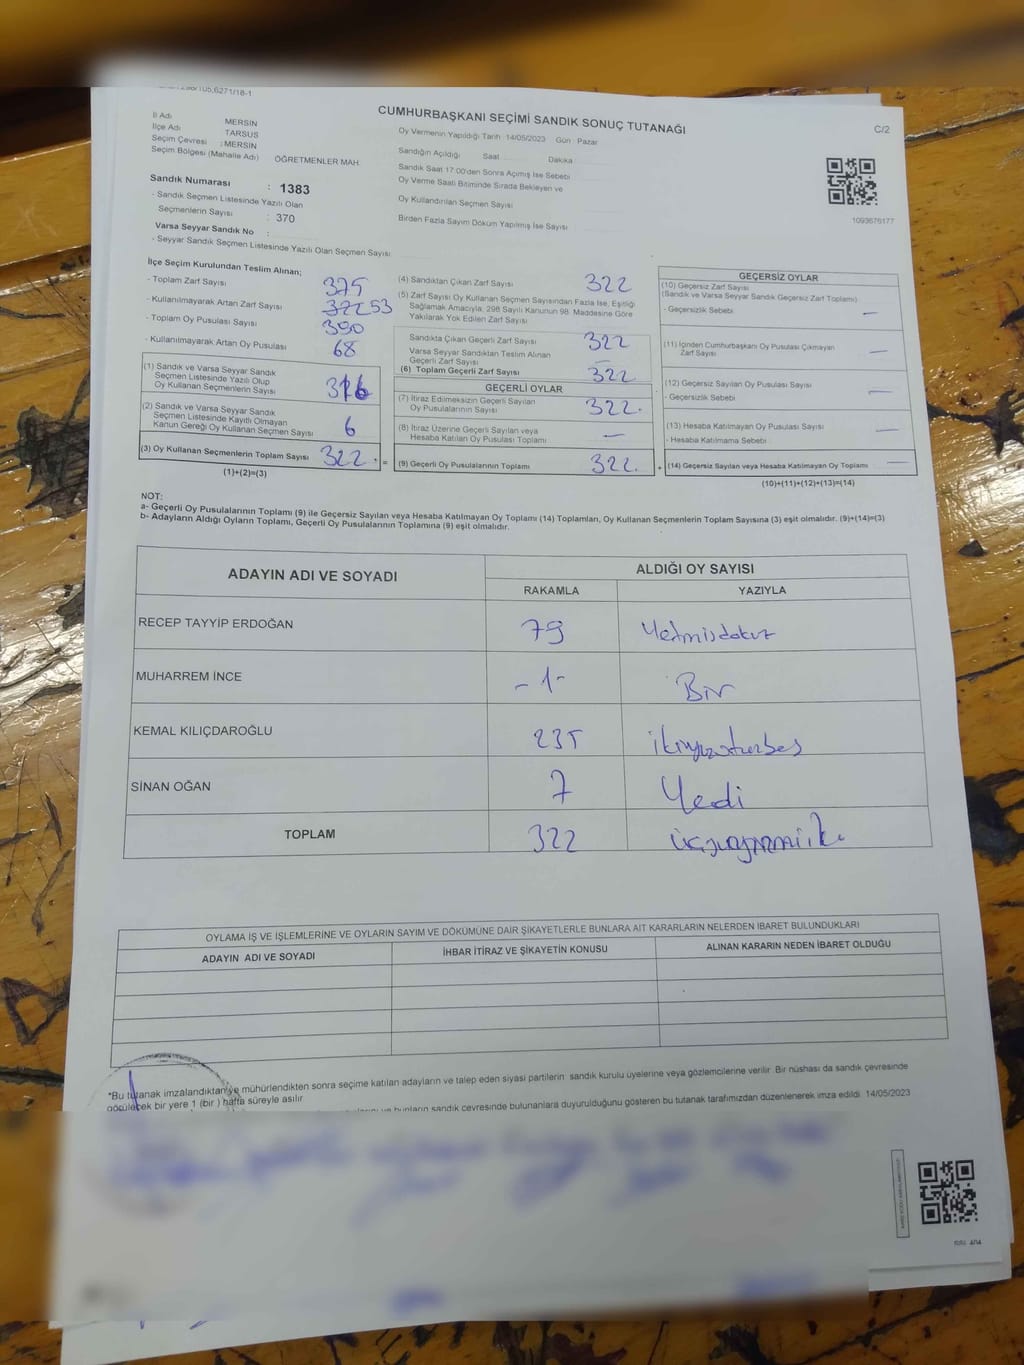 CUMHURBAŞKANI SEÇİMİ SANDIK SONUÇ TUTANAĞI
C/2
İl Adı MERSİN
İlçe Adı TARSUS
Seçim Çevresi : MERSİN
Seçim Bölgesi (Mahalle Adı) ÖĞRETMENLER MAH.
Sandık Numarası : 1383
- Sandık Seçmen Listesinde Yazılı Olan
Seçmenlerin Sayısı : 370
Varsa Seyyar Sandık No :
- Seyyar Sandık Seçmen Listesinde Yazılı Olan Seçmen Sayısı
Oy Vermenin Yapıldığı Tarih 14/05/2023 Gün : Pazar
Sandığın Açıldığı Saat Dakika
Sandık Saat 17:00'den Sonra Açımış İse Sebebi
Oy Verme Saati Bitiminde Sırada Bekleyen ve
Oy Kullandırılan Seçmen Sayısı
Birden Fazla Sayım Döküm Yapılmış İse Sayısı
1093676177
İlçe Seçim Kurulundan Teslim Alınan;
- Toplam Zarf Sayısı 375
- Kullanılmayarak Artan Zarf Sayısı 53
- Toplam Oy Pusulası Sayısı 390
- Kullanılmayarak Artan Oy Pusulası 68
(1) Sandık ve Varsa Seyyar Sandık
Seçmen Listesinde Yazılı Olup
Oy Kullanan Seçmenlerin Sayısı
(2) Sandık ve Varsa Seyyar Sandık
Seçmen Listesinde Kayıtlı Olmayan
Kanun Gereği Oy Kullanan Seçmen Sayısı 6
(3) Oy Kullanan Seçmenlerin Toplam Sayısı 322 . =
(1)+(2)=(3)
(4) Sandıktan Çıkan Zarf Sayısı 322
(5) Zarf Sayısı Oy Kullanan Seçmen Sayısından Fazla İse, Eşitliği
Sağlamak Amacıyla, 298 Sayılı Kanunun 98. Maddesine Göre
Yakılarak Yok Edilen Zarf Sayısı
Sandıkta Çıkan Geçerli Zarf Sayısı 322
Varsa Seyyar Sandıktan Teslim Alınan
Geçerli Zarf Sayısı —
(6) Toplam Geçerli Zarf Sayısı 322
GEÇERLİ OYLAR
(7) İtiraz Edimeksizin Geçerli Sayılan
Oy Pusulalarının Sayısı 322.
(8) İtiraz Üzerine Geçerli Sayılan veya
Hesaba Katılan Oy Pusulası Toplamı —
(9) Geçerli Oy Pusulalarının Toplamı 322. +
GEÇERSİZ OYLAR
(10) Geçersiz Zarf Sayısı
(Sandık ve Varsa Seyyar Sandık Geçersiz Zarf Toplamı)
- Geçersizlik Sebebi —
(11) İçinden Cumhurbaşkanı Oy Pusulası Çıkmayan
Zarf Sayısı —
(12) Geçersiz Sayılan Oy Pusulası Sayısı —
- Geçersizlik Sebebi
(13) Hesaba Katılmayan Oy Pusulası Sayısı —
- Hesaba Katılmama Sebebi
(14) Geçersiz Sayılan veya Hesaba Katılmayan Oy Toplamı —
(10)+(11)+(12)+(13)=(14)
NOT:
a- Geçerli Oy Pusulalarının Toplamı (9) ile Geçersiz Sayılan veya Hesaba Katılmayan Oy Toplamı (14) Toplamları, Oy Kullanan Seçmenlerin Toplam Sayısına (3) eşit olmalıdır. (9)+(14)=(3)
b- Adayların Aldığı Oyların Toplamı, Geçerli Oy Pusulalarının Toplamına (9) eşit olmalıdır.
ADAYIN ADI VE SOYADI ALDIĞI OY SAYISI
RAKAMLA YAZIYLA
RECEP TAYYİP ERDOĞAN 79 Yetmişdokuz
MUHARREM İNCE - 1 - Bir
KEMAL KILIÇDAROĞLU 235 ikiyüzotuzbeş
SİNAN OĞAN 7 Yedi
TOPLAM 322 üçyüzyirmiiki
OYLAMA İŞ VE İŞLEMLERİNE VE OYLARIN SAYIM VE DÖKÜMÜNE DAİR ŞİKAYETLERLE BUNLARA AİT KARARLARIN NELERDEN İBARET BULUNDUKLARI
ADAYIN ADI VE SOYADI İHBAR İTİRAZ VE ŞİKAYETİN KONUSU ALINAN KARARIN NEDEN İBARET OLDUĞU
*Bu tutanak imzalandıktan ve mühürlendikten sonra seçime katılan adayların ve talep eden siyasi partilerin sandık kurulu üyelerine veya gözlemcilerine verilir. Bir nüshası da sandık çevresinde
görülecek bir yere 1 (bir ) hafta süreyle asılır
bunların sandık çevresinde bulunanlara duyurulduğunu gösteren bu tutanak tarafımızdan düzenlenerek imza edildi. 14/05/2023